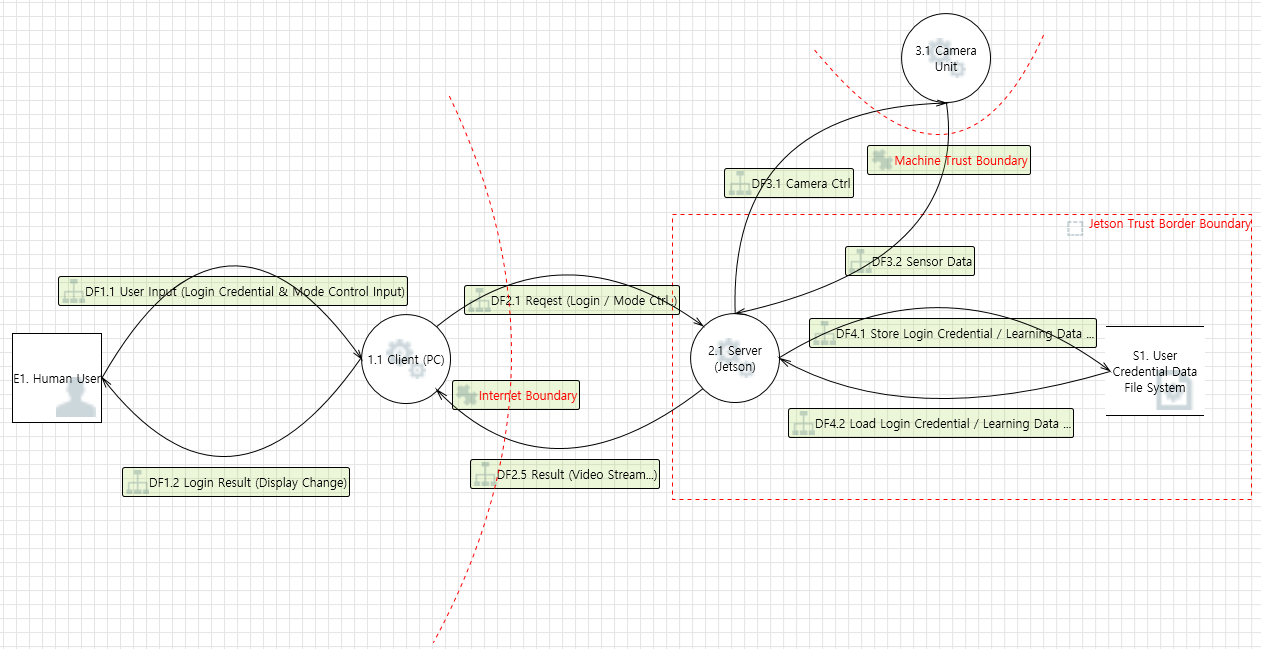 3.1 Camera
Unit
Machine Trust Boundary
DF3.1 Camera Ctrl
Jetson Trust Border Boundary
DF3.2 Sensor Data
DF1.1 User Input (Login Credential & Mode Control Input)
DF2.1 Reqest (Login / Mode Ctrl.)
DF4.1 Store Login Credential / Learning Data ...
E1. Human User
1.1 Client (PC)
2.1 Server
(Jetson)
S1. User
Credential Data
File System
Internet Boundary
DF4.2 Load Login Credential / Learning Data ...
DF1.2 Login Result (Display Change)
DF2.5 Result (Video Stream...)